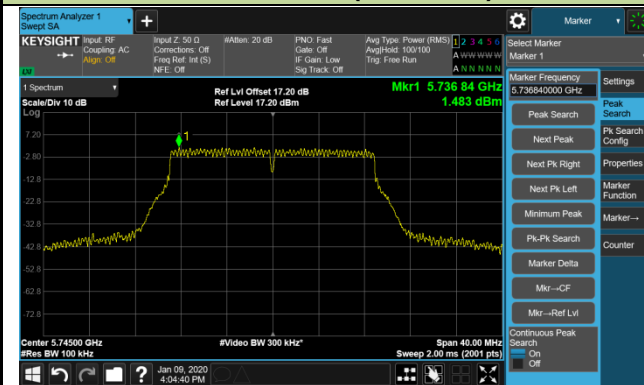 Spectrum Analyzer 1
Swept SA
Marker
KEYSIGHT
Input: RF
Coupling: AC
Align: Off
Input Z: 50 Ω
Corrections: Off
Freq Ref: Int (S)
NFE: Off
#Atten: 20 dB
PNO: Fast
Gate: Off
IF Gain: Low
Sig Track: Off
Avg Type: Power (RMS)
Avg|Hold: 100/100
Trig: Free Run
1 2 3 4 5 6
A W W W W W
A N N N N N
LM
Select Marker
Marker 1
1 Spectrum
Scale/Div 10 dB
Log
Ref Lvl Offset 17.20 dB
Ref Level 17.20 dBm
Mkr1 5.736 84 GHz
1.483 dBm
7.20
-2.80
-12.8
-22.8
-32.8
-42.8
-52.8
-62.8
-72.8
1
Center 5.74500 GHz
#Res BW 100 kHz
#Video BW 300 kHz*
Span 40.00 MHz
Sweep 2.00 ms (2001 pts)
Marker Frequency
5.736840000 GHz
Peak Search
Next Peak
Next Pk Right
Next Pk Left
Minimum Peak
Pk-Pk Search
Marker Delta
Mkr→CF
Mkr→Ref Lvl
Continuous Peak
Search
On
Off
Settings
Peak
Search
Pk Search
Config
Properties
Marker
Function
Marker→
Counter
Jan 09, 2020
4:04:40 PM